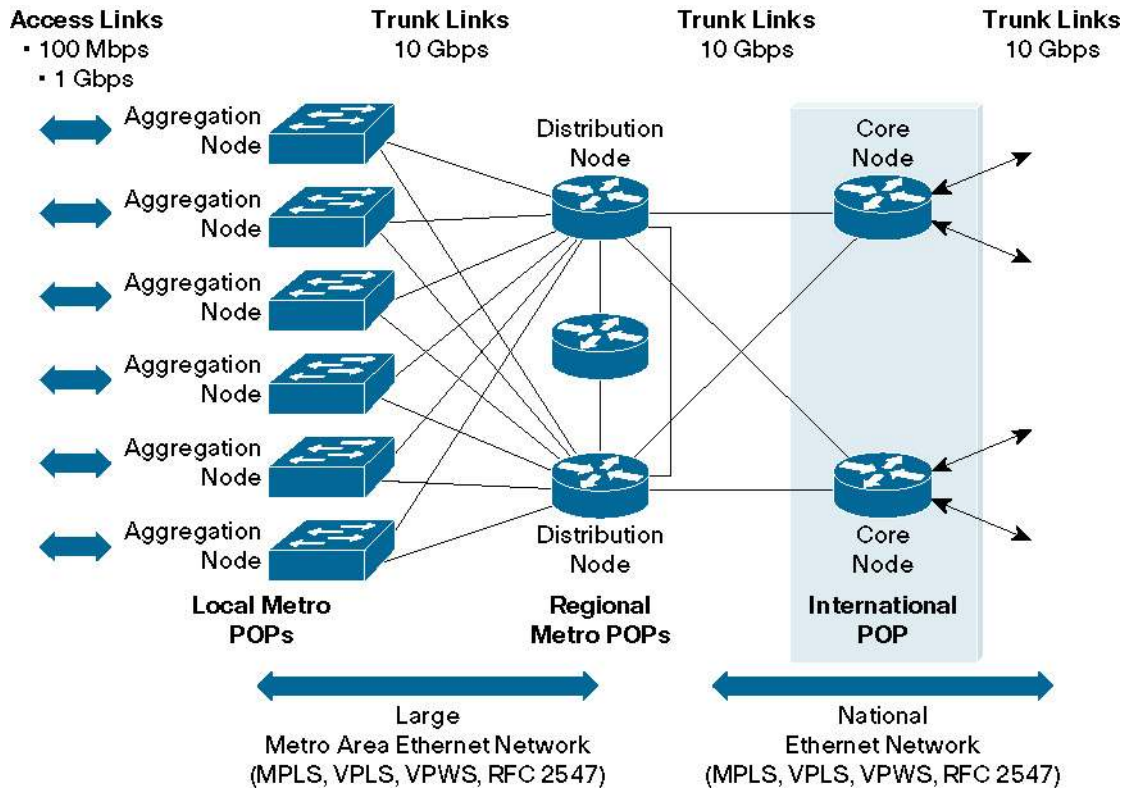 Access Links
▪ 100 Mbps
▪ 1 Gbps
Trunk Links
10 Gbps
Trunk Links
10 Gbps
Trunk Links
10 Gbps
Aggregation
Node
Aggregation
Node
Aggregation
Node
Aggregation
Node
Aggregation
Node
Aggregation
Node
Distribution
Node
Core
Node
Distribution
Node
Core
Node
Local Metro
POPs
Regional
Metro POPs
International
POP
Large
Metro Area Ethernet Network
(MPLS, VPLS, VPWS, RFC 2547)
National
Ethernet Network
(MPLS, VPLS, VPWS, RFC 2547)